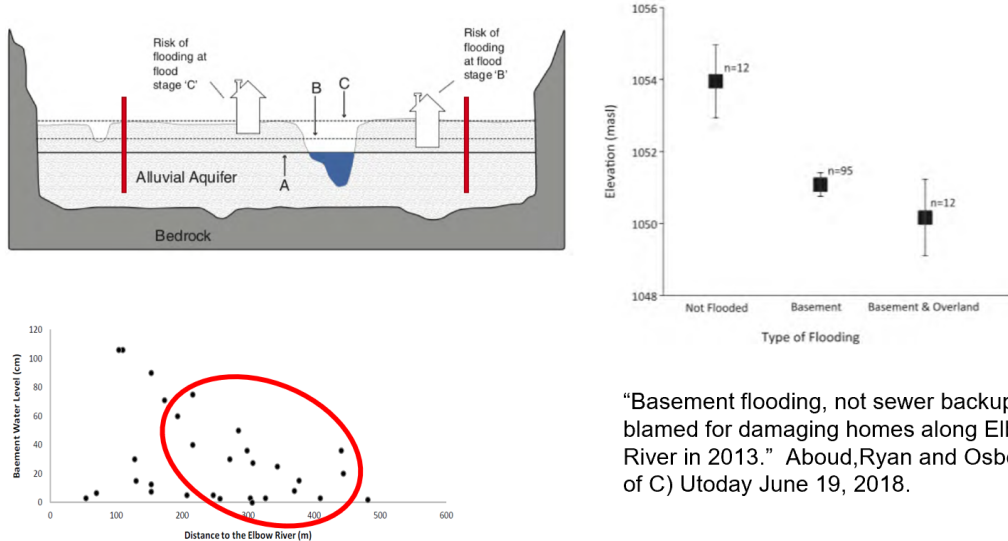 Risk of
flooding at
flood
stage 'C'
Risk of
flooding
at flood
stage 'B'
B
C
A
Alluvial Aquifer
Bedrock
1056
1054
1052
1050
1048
Elevation (masl)
n=12
n=95
n=12
Not Flooded
Basement
Basement & Overland
Type of Flooding
120
100
80
60
40
20
0
Baement Water Level (cm)
0
100
200
300
400
500
600
Distance to the Elbow River (m)
“Basement flooding, not sewer backup
blamed for damaging homes along
River in 2013.” Aboud,Ryan and
of C) Utoday June 19, 2018.